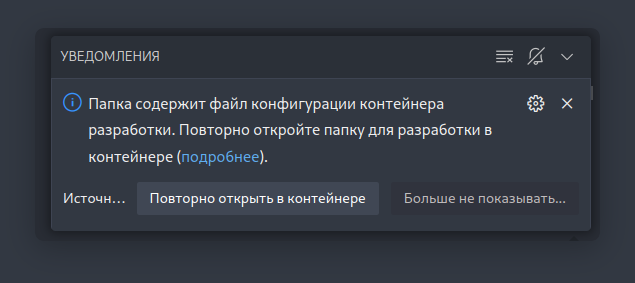 УВЕДОМЛЕНИЯ
Папка содержит файл конфигурации контейнера
разработки. Повторно откройте папку для разработки в
контейнере (подробнее).
Источн... Повторно открыть в контейнере Больше не показывать...